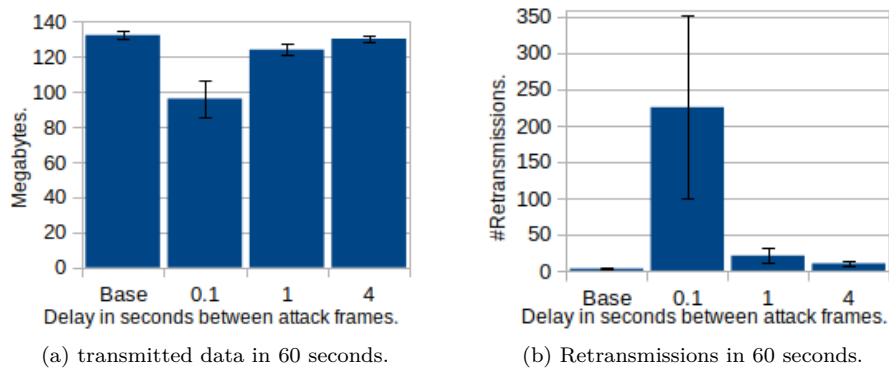 140
120
100
80
60
40
20
0
Megabytes.
Base 0.1 1 4
Delay in seconds between attack frames.
(a) transmitted data in 60 seconds.
350
300
250
200
150
100
50
0
#Retransmissions.
Base 0.1 1 4
Delay in seconds between attack frames.
(b) Retransmissions in 60 seconds.